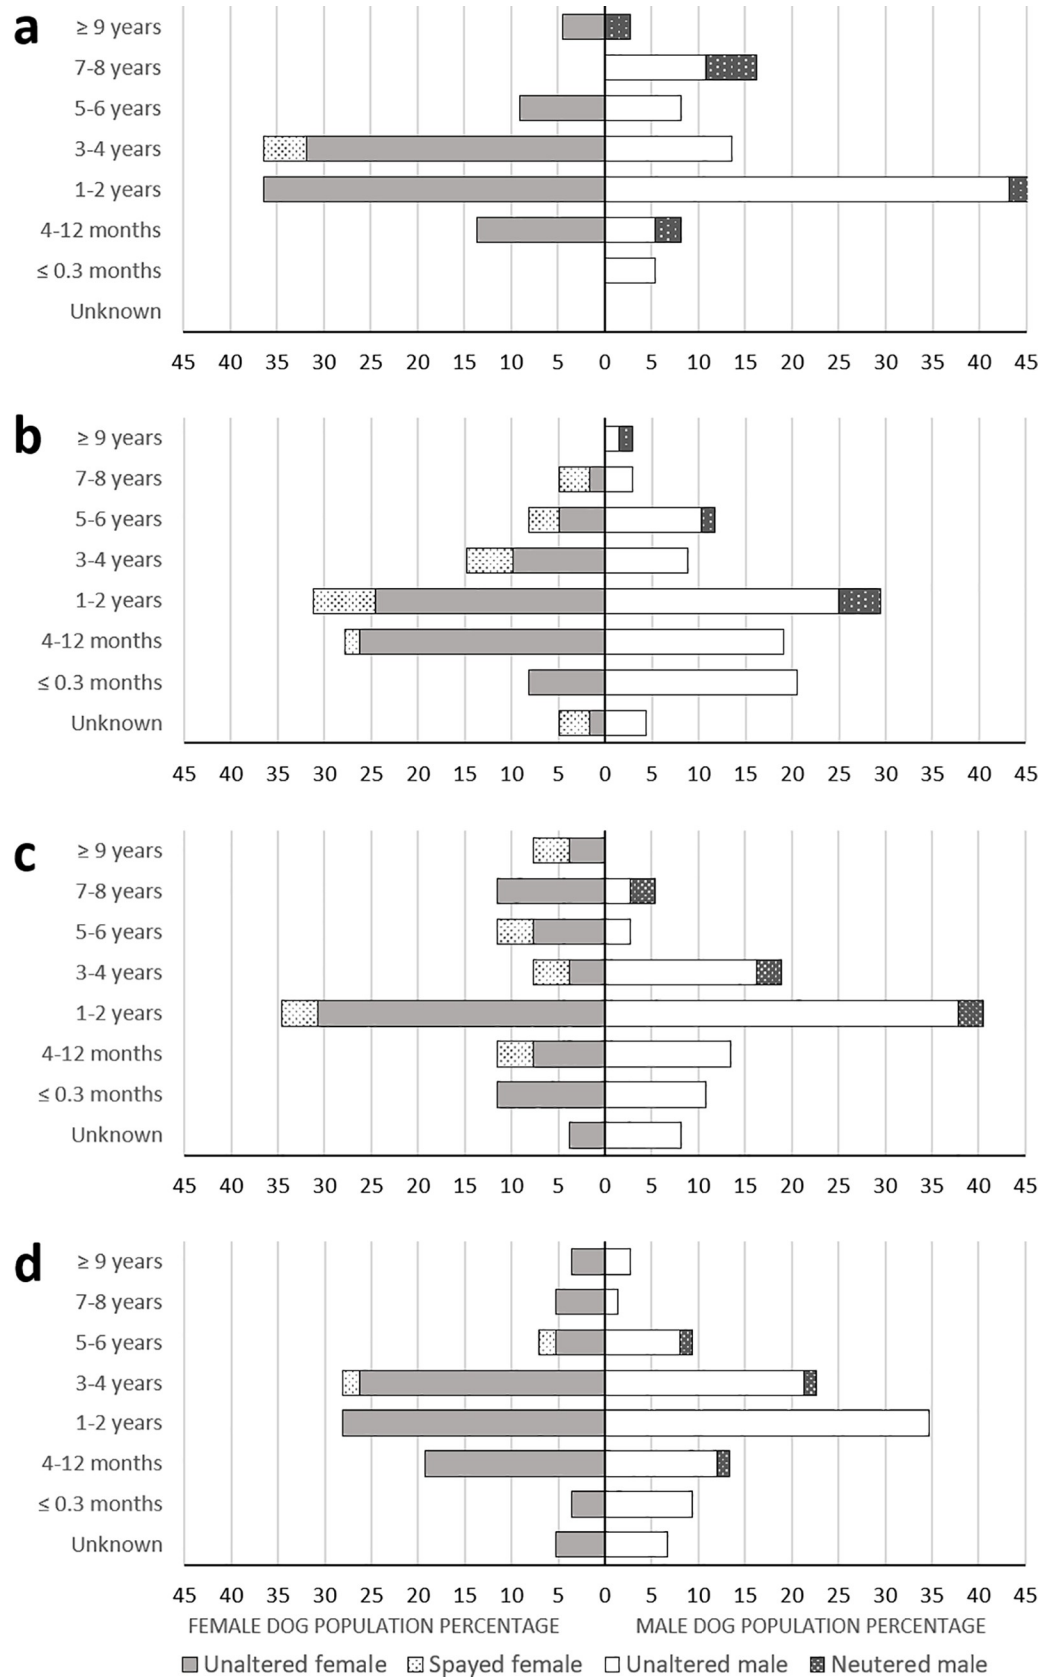 a
≥ 9 years
7-8 years
5-6 years
3-4 years
1-2 years
4-12 months
≤ 0.3 months
Unknown
45 40 35 30 25 20 15 10 5 0 5 10 15 20 25 30 35 40 45
b
≥ 9 years
7-8 years
5-6 years
3-4 years
1-2 years
4-12 months
≤ 0.3 months
Unknown
45 40 35 30 25 20 15 10 5 0 5 10 15 20 25 30 35 40 45
c
≥ 9 years
7-8 years
5-6 years
3-4 years
1-2 years
4-12 months
≤ 0.3 months
Unknown
45 40 35 30 25 20 15 10 5 0 5 10 15 20 25 30 35 40 45
d
≥ 9 years
7-8 years
5-6 years
3-4 years
1-2 years
4-12 months
≤ 0.3 months
Unknown
45 40 35 30 25 20 15 10 5 0 5 10 15 20 25 30 35 40 45
FEMALE DOG POPULATION PERCENTAGE MALE DOG POPULATION PERCENTAGE
Unaltered female Spayed female Unaltered male Neutered male